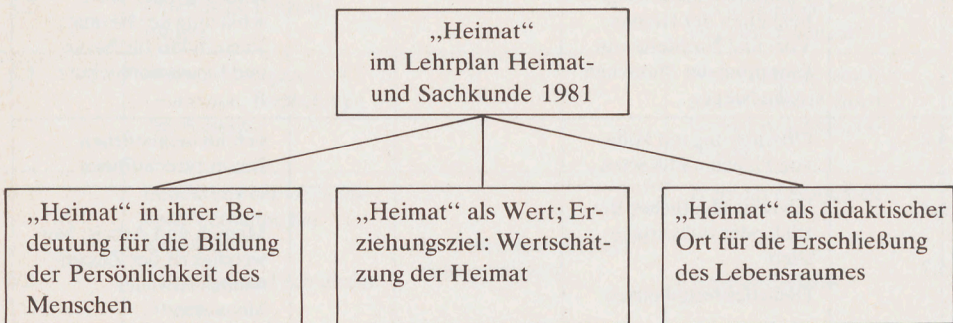 „Heimat“
im Lehrplan Heimat-
und Sachkunde 1981
„Heimat“ in ihrer Be-
deutung für die Bildung
der Persönlichkeit des
Menschen
„Heimat“ als Wert; Er-
ziehungsziel: Wertschät-
zung der Heimat
„Heimat“ als didaktischer
Ort für die Erschließung
des Lebensraumes